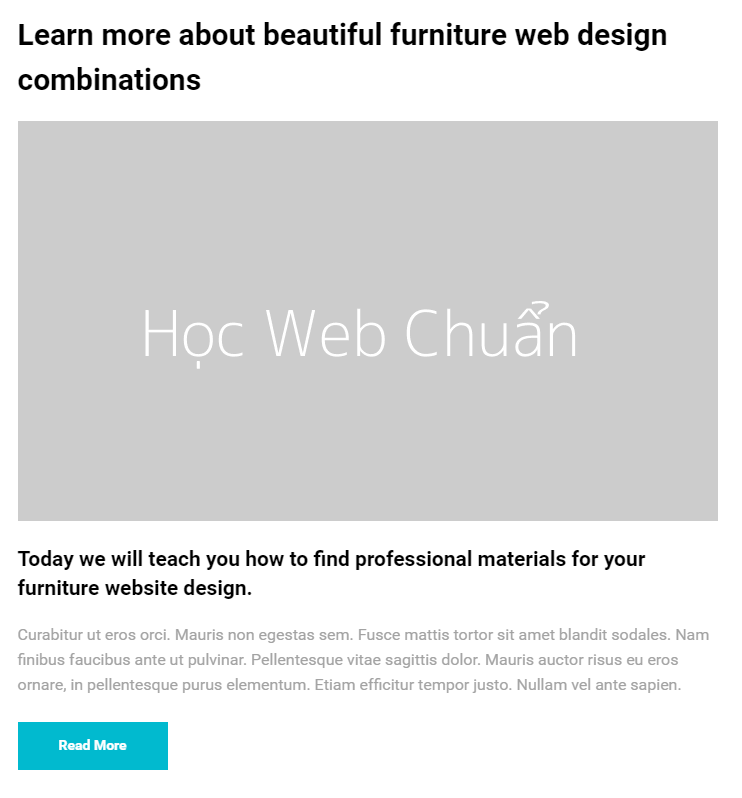 Learn more about beautiful furniture web design
combinations
Học Web Chuẩn
Today we will teach you how to find professional materials for your
furniture website design.
Curabitur ut eros orci. Mauris non egestas sem. Fusce mattis tortor sit amet blandit sodales. Nam
finibus faucibus ante ut pulvinar. Pellentesque vitae sagittis dolor. Mauris auctor risus eu eros
ornare, in pellentesque purus elementum. Etiam efficitur tempor justo. Nullam vel ante sapien.
Read More